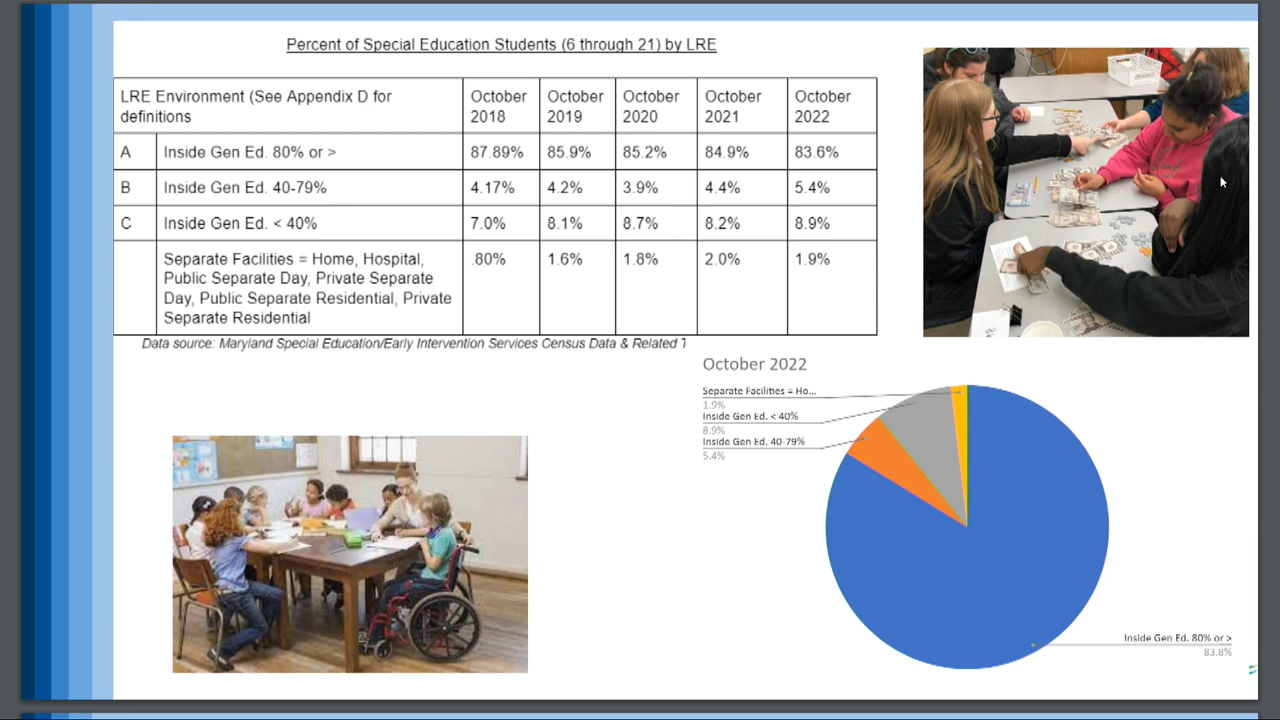 Percent of Special Education Students (6 through 21) by LRE
LRE Environment (See Appendix D for definitions October 2018 October 2019 October 2020 October 2021 October 2022
A Inside Gen Ed. 80% or > 87.89% 85.9% 85.2% 84.9% 83.6%
B Inside Gen Ed. 40-79% 4.17% 4.2% 3.9% 4.4% 5.4%
C Inside Gen Ed. < 40% 7.0% 8.1% 8.7% 8.2% 8.9%
Separate Facilities = Home, Hospital, .80% 1.6% 1.8% 2.0% 1.9%
Public Separate Day, Private Separate
Day, Public Separate Residential, Private
Separate Residential
Data source: Maryland Special Education/Early Intervention Services Census Data & Related
October 2022
Separate Facilities = Ho...
1.9%
Inside Gen Ed. < 40%
8.9%
Inside Gen Ed. 40-79%
5.4%
Inside Gen Ed. 80% or >
83.8%